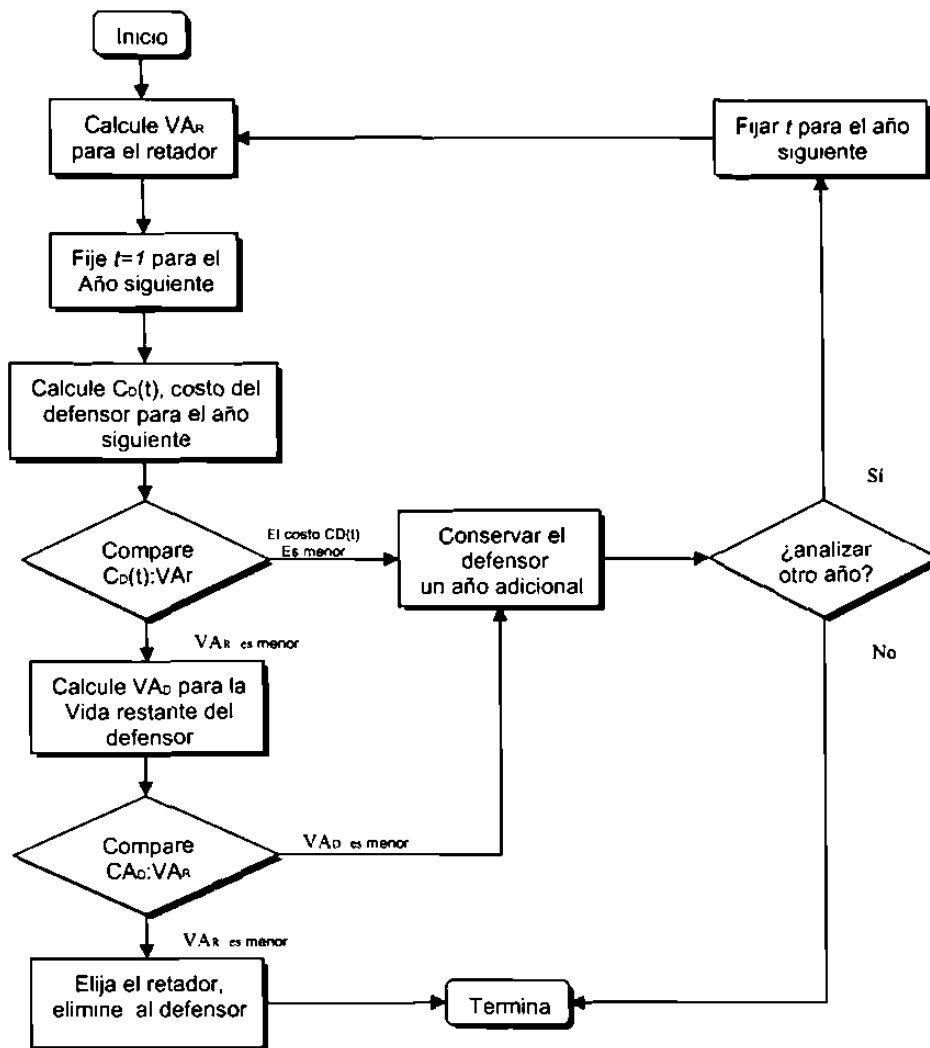 Inicio
Calcule VAR
para el retador
Fijar t para el año
siguiente
Fije t=1 para el
Año siguiente
Calcule CD(t), costo del
defensor para el año
siguiente
Sí
Compare
CD(t):VAr
El costo CD(t)
Es menor
Conservar el
defensor
un año adicional
¿analizar
otro año?
No
VAR es menor
Calcule VAD para la
Vida restante del
defensor
Compare
CAD:VAR
VAD es menor
VAR es menor
Elija el retador,
elimine al defensor
Termina